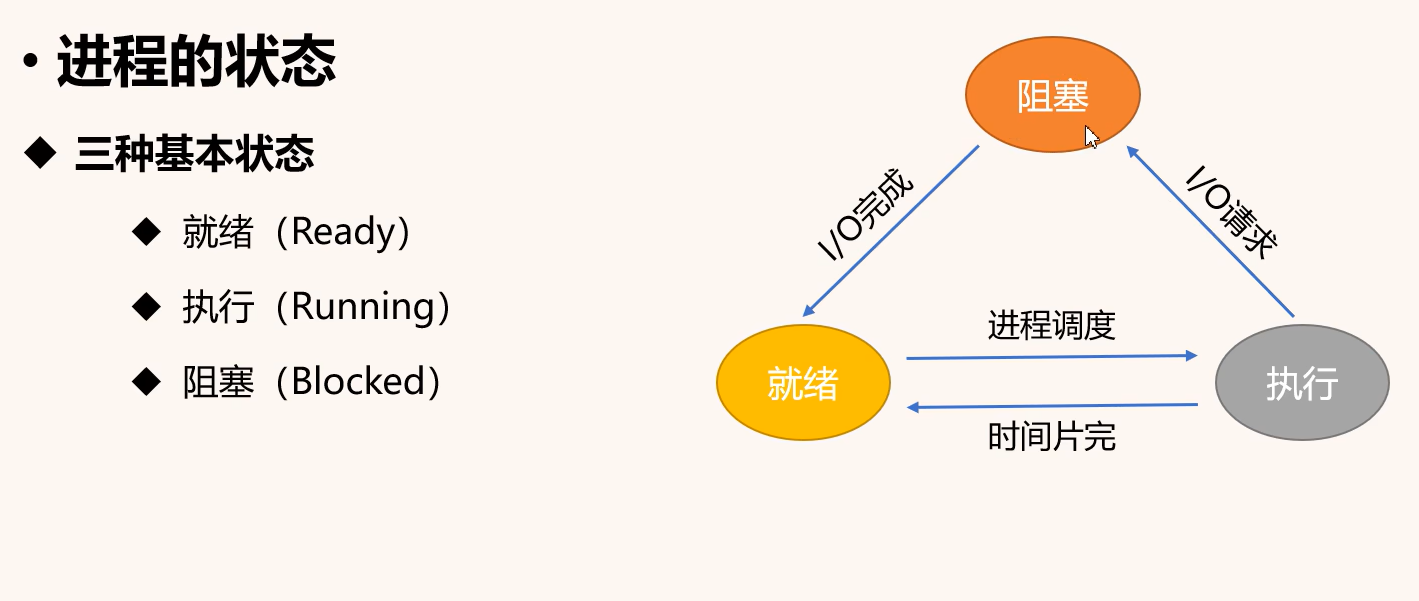 • 进程的状态
◆ 三种基本状态
◆ 就绪（Ready）
◆ 执行（Running）
◆ 阻塞（Blocked）
阻塞
I/O完成
I/O请求
进程调度
就绪
执行
时间片完